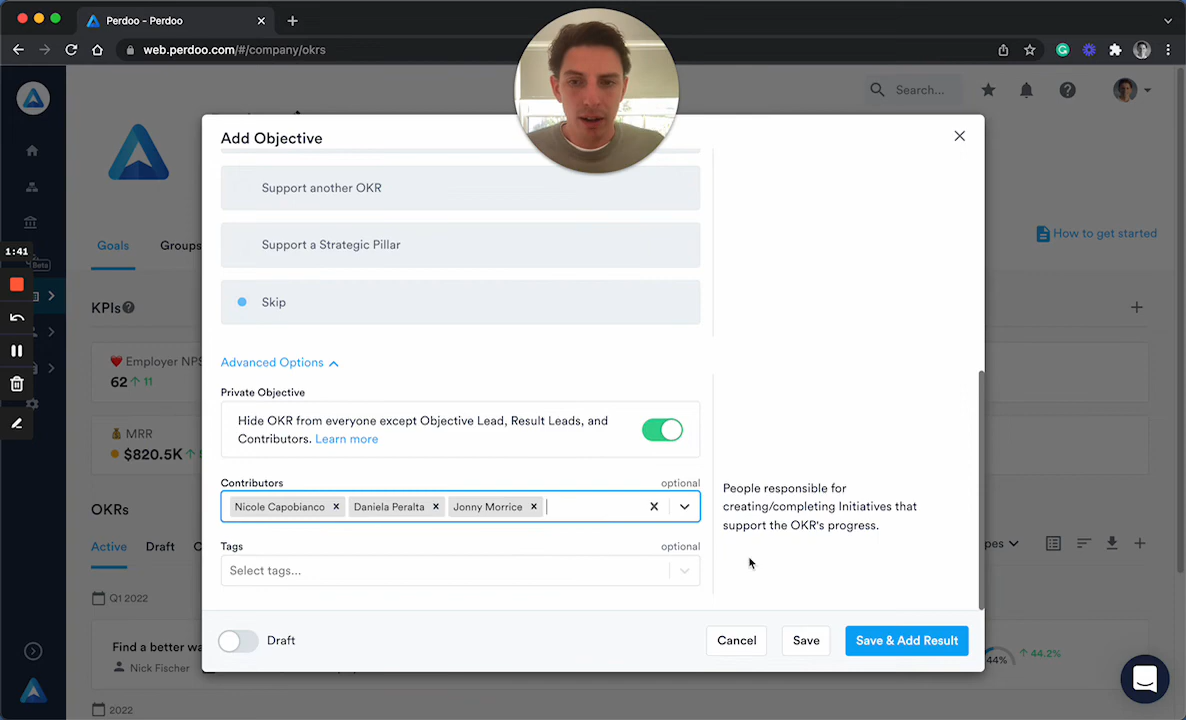 Perdoo - Perdoo
web.perdoo.com/#/company/okrs
Search...
Add Objective
Support another OKR
Support a Strategic Pillar
Goals
Groups
How to get started
1:41
Beta
Skip
KPIs
Employer NPS
62 ↑ 11
Advanced Options
Private Objective
Hide OKR from everyone except Objective Lead, Result Leads, and
Contributors. Learn more
MRR
$820.5K ↑
Contributors
optional
Nicole Capobianco × Daniela Peralta × Jonny Morrice ×
People responsible for
creating/completing Initiatives that
support the OKR's progress.
OKRs
Active
Draft
Tags
optional
Select tags...
Q1 2022
Find a better wa
Nick Fischer
Draft
Cancel
Save
Save & Add Result
44%
↑ 44.2%
2022